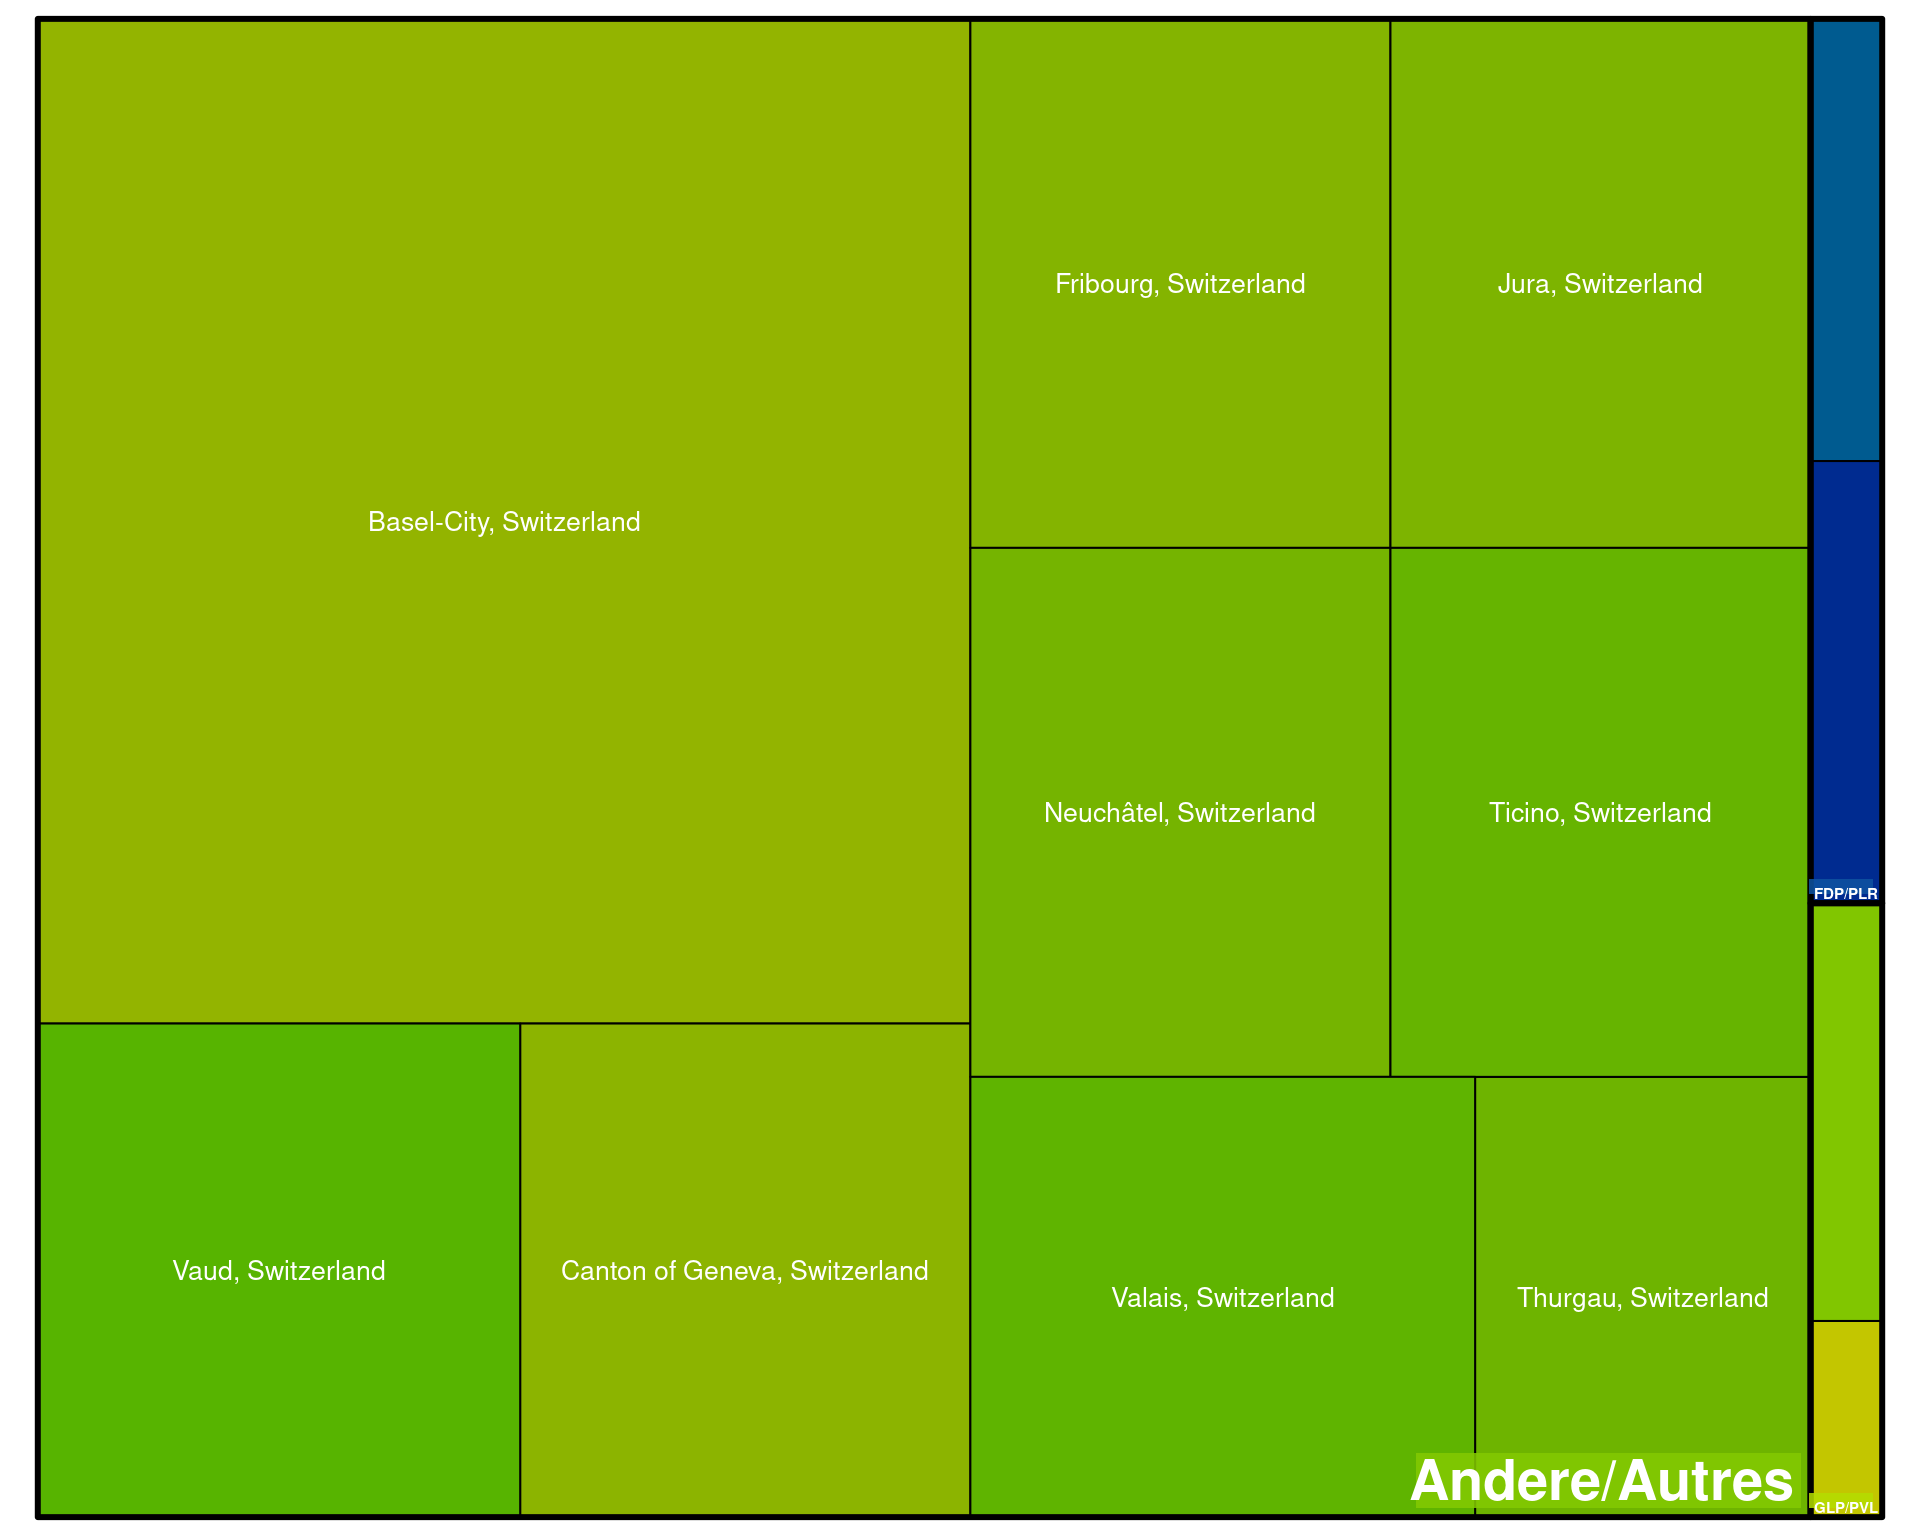 Basel-City, Switzerland
Fribourg, Switzerland
Jura, Switzerland
Neuchâtel, Switzerland
Ticino, Switzerland
FDP/PLR
Vaud, Switzerland
Canton of Geneva, Switzerland
Valais, Switzerland
Thurgau, Switzerland
Andere/Autres
GLP/PVL